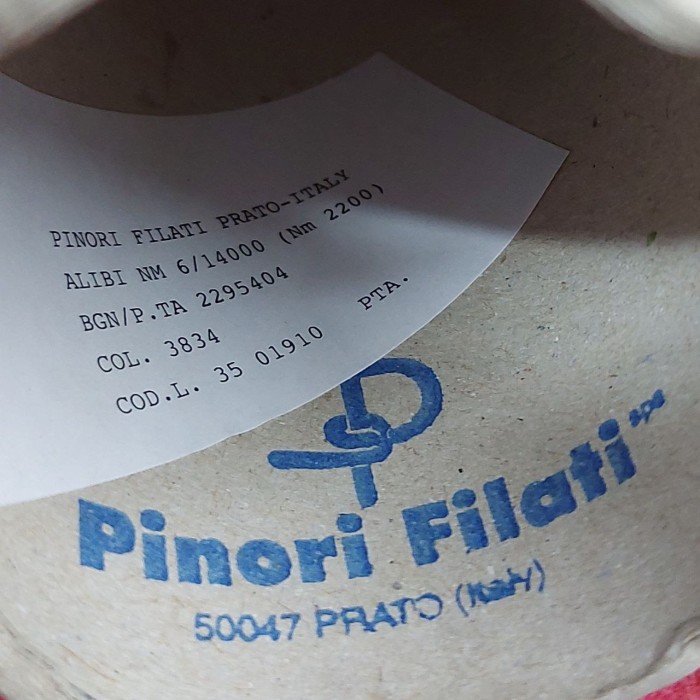 PINORI FILATI PRATO-ITALY
ALIBI NM 6/14000 (Nm 2200)
BGN/P.TA 2295404
COL. 3834
COD.L. 35 01910 PTA.
Pinori Filati spa
50047 PRATO (Italy)